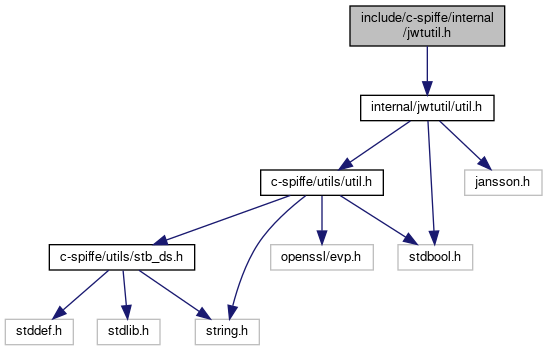 include/c-spiffe/internal
/jwtutil.h
internal/jwtutil/util.h
c-spiffe/utils/util.h
jansson.h
c-spiffe/utils/stb_ds.h
openssl/evp.h
stdbool.h
stddef.h
stdlib.h
string.h